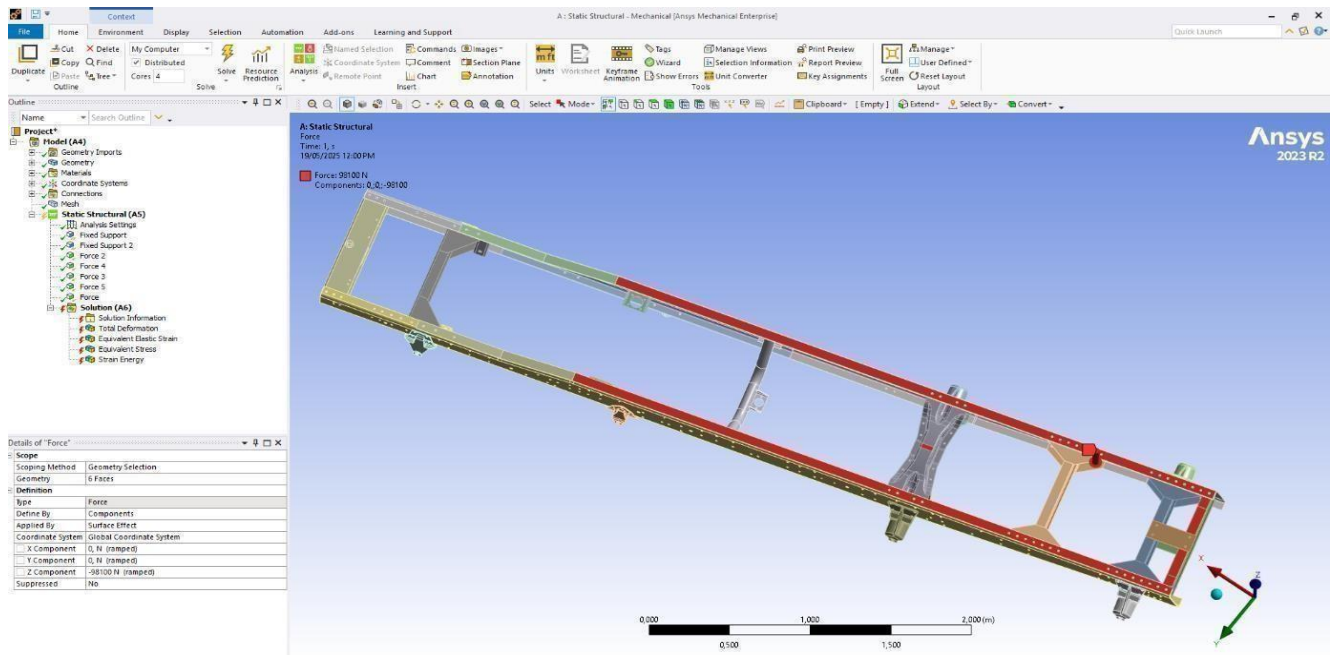 Context
A : Static Structural - Mechanical [Ansys Mechanical Enterprise]
File Home Environment Display Selection Automation Add-ons Learning and Support
Quick Launch
Duplicate
Cut
Copy
Paste
Delete
Find
Tree
Outline
My Computer
Distributed
Cores 4
Solve
Resource
Prediction
Solve
Analysis
Named Selection
Coordinate System
Remote Point
Commands
Comment
Chart
Images
Section Plane
Annotation
Insert
Units
Worksheet
Keyframe
Animation
Tags
Wizard
Show Errors
Manage Views
Selection Information
Unit Converter
Print Preview
Report Preview
Key Assignments
Tools
Full
Screen
Manage
User Defined
Reset Layout
Layout
Outline
Name Search Outline
Select Mode Clipboard [ Empty ] Extend Select By Convert
Project*
Model (A4)
Geometry Imports
Geometry
Materials
Coordinate Systems
Connections
Mesh
Static Structural (A5)
Analysis Settings
Fixed Support
Fixed Support 2
Force 2
Force 4
Force 3
Force 5
Force
Solution (A6)
Solution Information
Total Deformation
Equivalent Elastic Strain
Equivalent Stress
Strain Energy
Details of "Force"
Scope
Scoping Method Geometry Selection
Geometry 6 Faces
Definition
Type Force
Define By Components
Applied By Surface Effect
Coordinate System Global Coordinate System
X Component 0, N (ramped)
Y Component 0, N (ramped)
Z Component -98100 N (ramped)
Suppressed No
A: Static Structural
Force
Time: 1, s
19/05/2025 12:00 PM
Force: 98100 N
Components: 0,;0,;-98100
Ansys
2023 R2
X
Z
Y
0,000 1,000 2,000 (m)
0,500 1,500